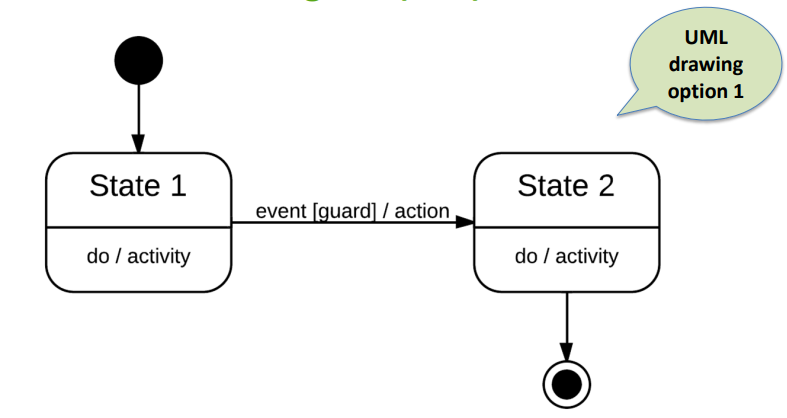 UML
drawing
option 1
State 1
State 2
event [guard] / action
do / activity
do / activity